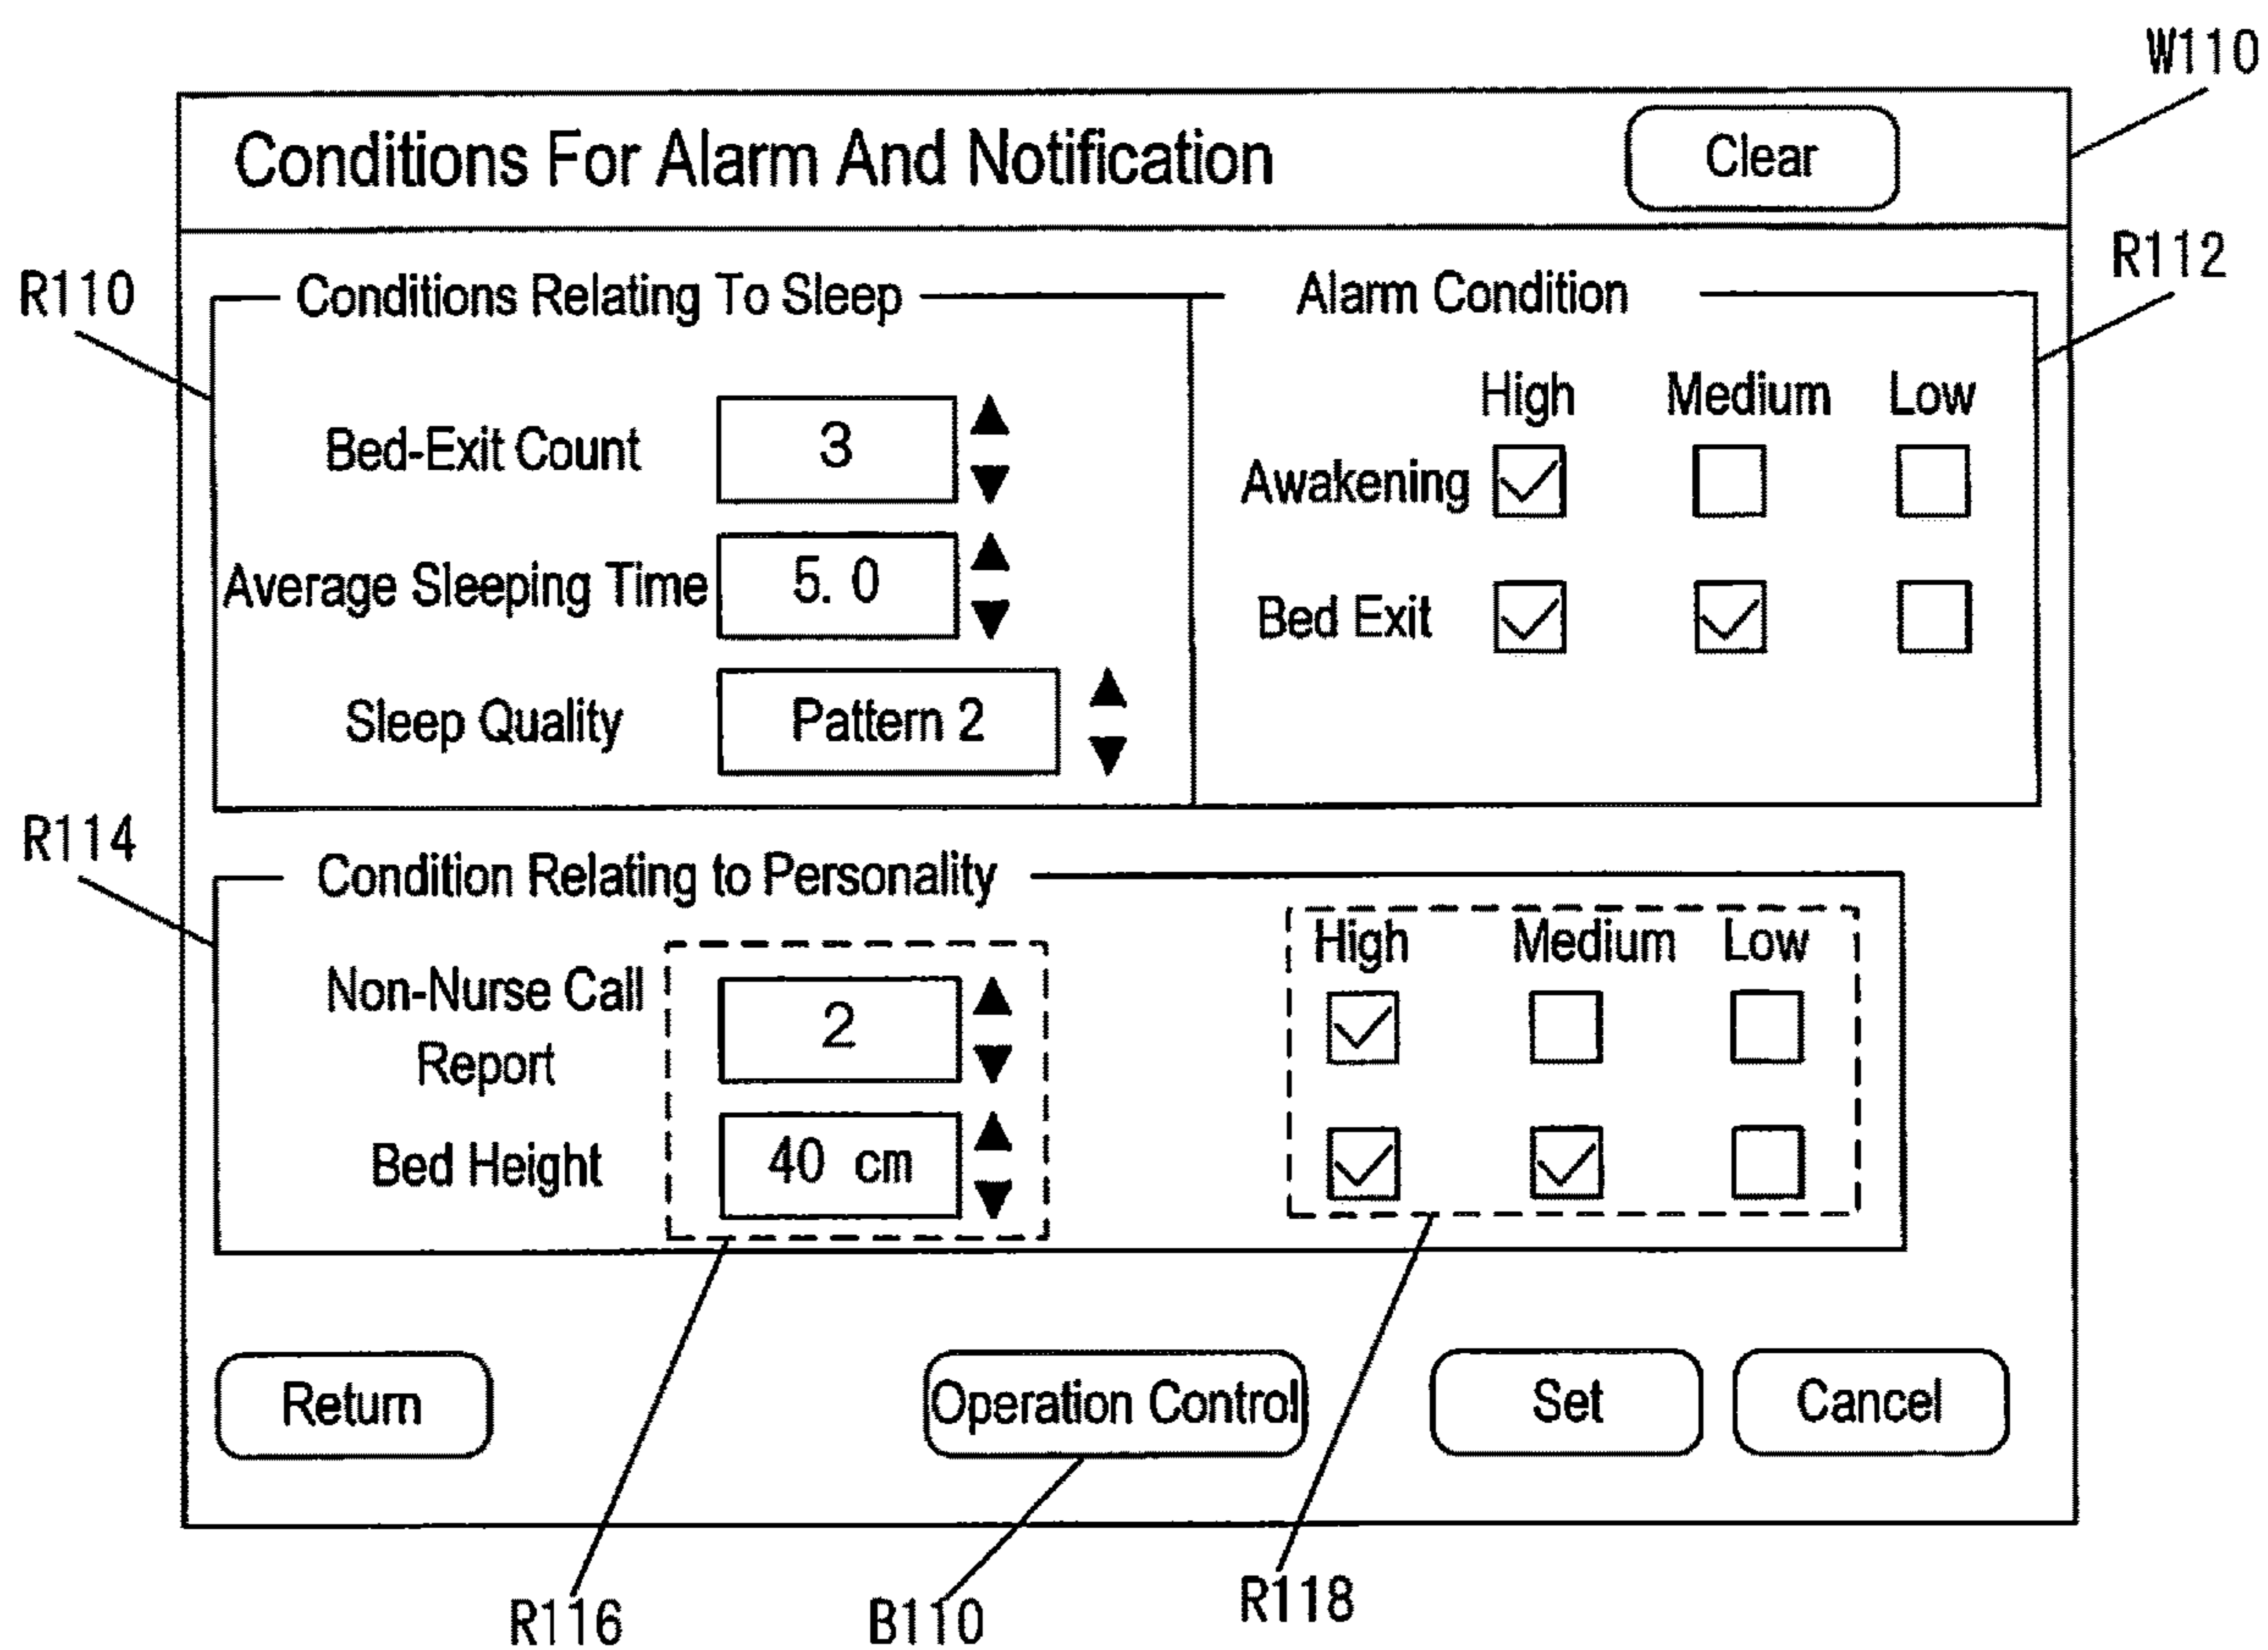 W110
Conditions For Alarm And Notification Clear
R110 Conditions Relating To Sleep Alarm Condition R112
High Medium Low
Bed-Exit Count 3
Awakening
Average Sleeping Time 5.0
Bed Exit
Sleep Quality Pattern 2
R114 Condition Relating to Personality
High Medium Low
Non-Nurse Call
Report
2
Bed Height 40 cm
Return Operation Control Set Cancel
R116 B110 R118